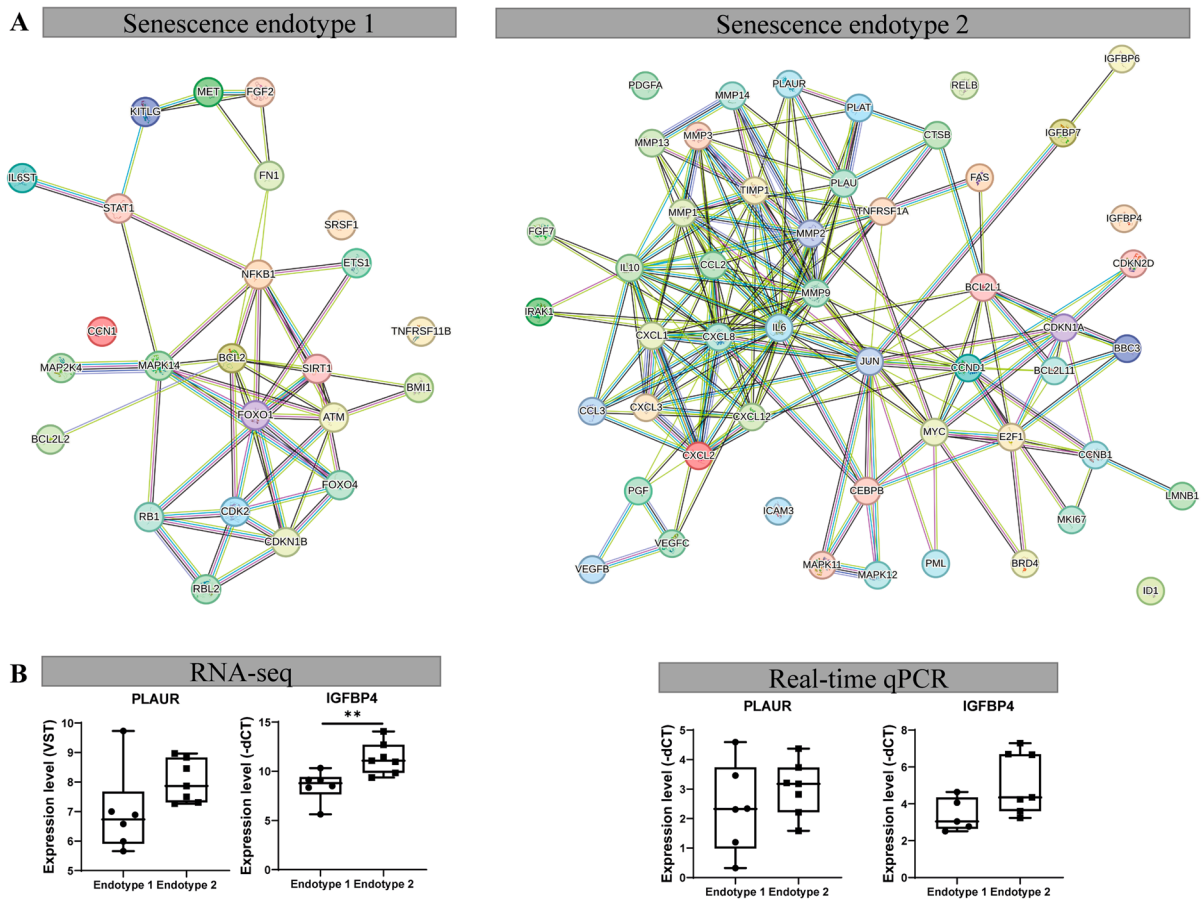 A
Senescence endotype 1
Senescence endotype 2
MET
FGF2
KITLG
IL6ST
FN1
STAT1
SRSF1
NFKB1
ETS1
CCN1
TNFRSF11B
MAP2K4
MAPK14
BCL2
SIRT1
BMI1
FOXO1
ATM
BCL2L2
FOXO4
RB1
CDK2
CDKN1B
RBL2
IGFBP6
PDGFA
PLAUR
RELB
MMP14
PLAT
MMP13
MMP3
CTSB
IGFBP7
TIMP1
PLAU
FAS
MMP1
TNFRSF1A
IGFBP4
FGF7
MMP2
IL10
CCL2
CDKN2D
MMP9
BCL2L1
IRAK1
CXCL1
CXCL8
IL6
CDKN1A
JUN
BBC3
CCND1
BCL2L11
CCL3
CXCL3
CXCL12
MYC
E2F1
CXCL2
CCNB1
PGF
CEBPB
LMNB1
ICAM3
MKI67
VEGFC
VEGFB
MAPK11
MAPK12
PML
BRD4
ID1
B
RNA-seq
Real-time qPCR
PLAUR
Expression level (VST)
10
9
8
7
6
5
Endotype 1 Endotype 2
IGFBP4
Expression level (-dCT)
**
15
10
5
0
Endotype 1 Endotype 2
PLAUR
Expression level (-dCT)
5
4
3
2
1
0
Endotype 1 Endotype 2
IGFBP4
Expression level (-dCT)
8
6
4
2
0
Endotype 1 Endotype 2